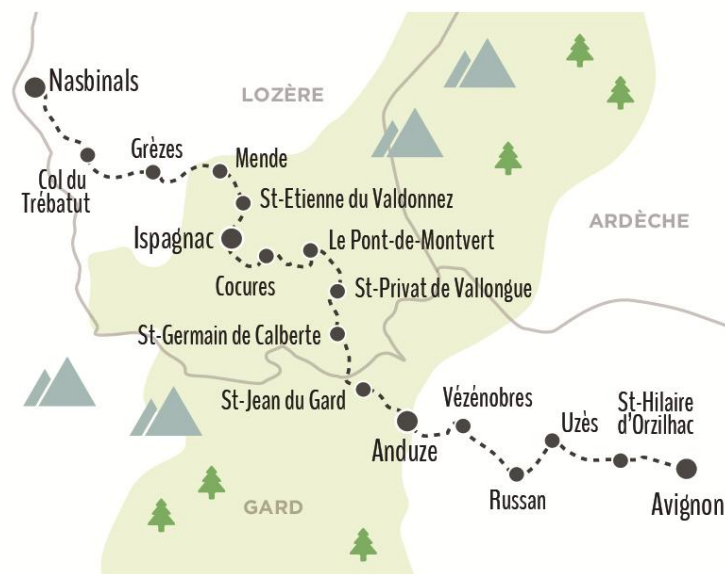 Nasbinals
LOZÈRE
Grèzes
Mende
Col du
Trébatut
St-Etienne du Valdonnez
ARDÈCHE
Ispagnac
Le Pont-de-Montvert
Cocures
St-Privat de Vallongue
St-Germain de Calberte
St-Jean du Gard
Vézénobres
Uzès
St-Hilaire
d'Orzilhac
Anduze
Russan
Avignon
GARD